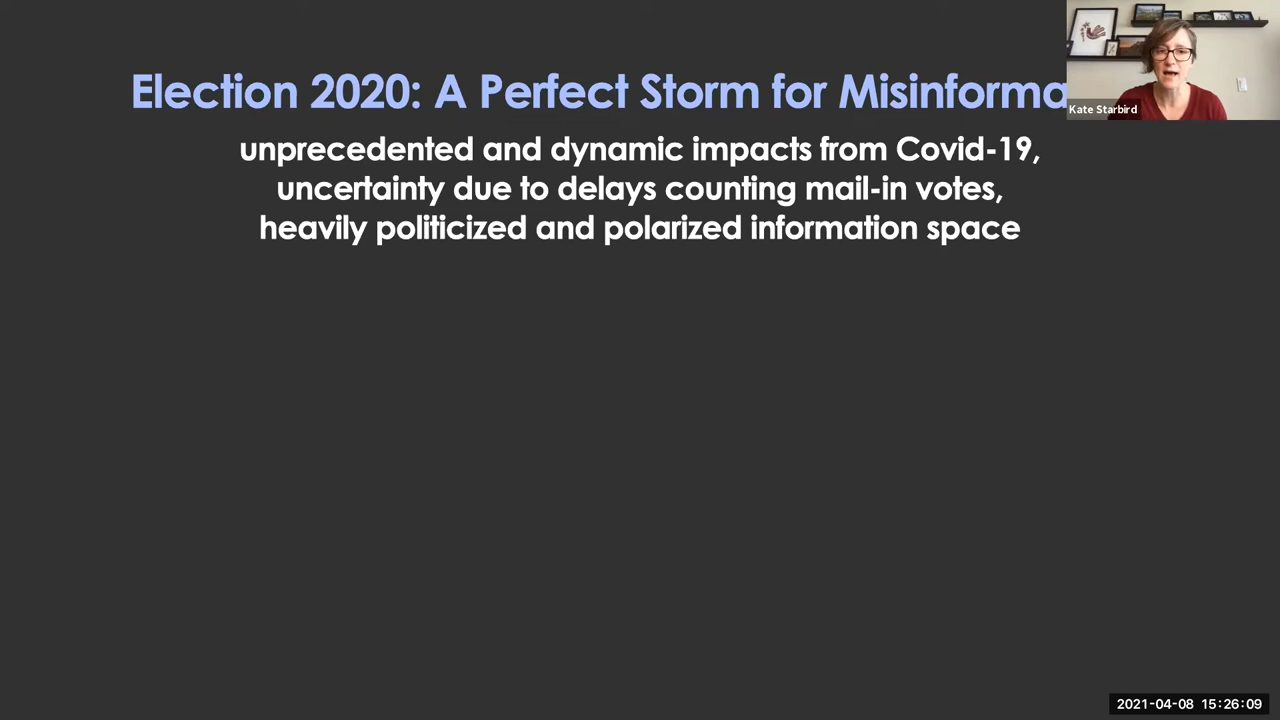 Election 2020: A Perfect Storm for Misinforma
unprecedented and dynamic impacts from Covid-19,
uncertainty due to delays counting mail-in votes,
heavily politicized and polarized information space
Kate Starbird
2021-04-08 15:26:09